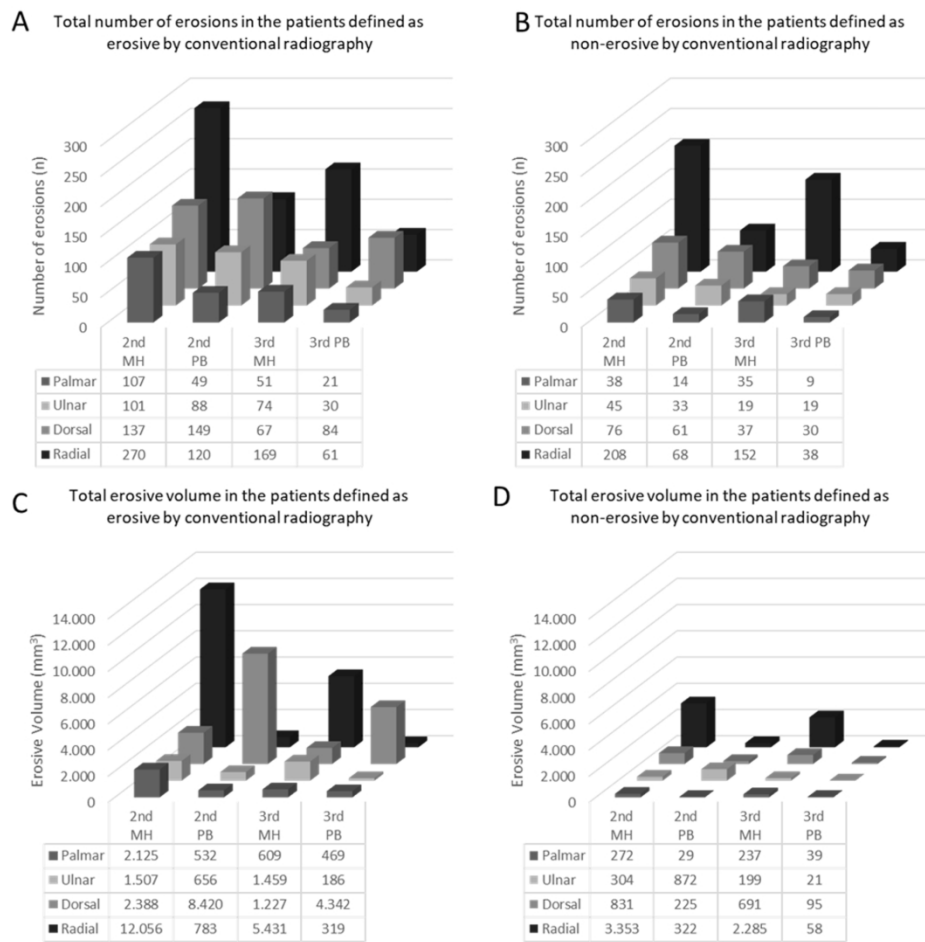 A
Total number of erosions in the patients defined as
erosive by conventional radiography
Number of erosions (n)
300
250
200
150
100
50
0
2nd MH 2nd PB 3rd MH 3rd PB
Palmar 107 49 51 21
Ulnar 101 88 74 30
Dorsal 137 149 67 84
Radial 270 120 169 61
B
Total number of erosions in the patients defined as
non-erosive by conventional radiography
Number of erosions (n)
300
250
200
150
100
50
0
2nd MH 2nd PB 3rd MH 3rd PB
Palmar 38 14 35 9
Ulnar 45 33 19 19
Dorsal 76 61 37 30
Radial 208 68 152 38
C
Total erosive volume in the patients defined as
erosive by conventional radiography
Erosive Volume (mm³)
14.000
12.000
10.000
8.000
6.000
4.000
2.000
0
2nd MH 2nd PB 3rd MH 3rd PB
Palmar 2.125 532 609 469
Ulnar 1.507 656 1.459 186
Dorsal 2.388 8.420 1.227 4.342
Radial 12.056 783 5.431 319
D
Total erosive volume in the patients defined as
non-erosive by conventional radiography
Erosive Volume (mm³)
14.000
12.000
10.000
8.000
6.000
4.000
2.000
0
2nd MH 2nd PB 3rd MH 3rd PB
Palmar 272 29 237 39
Ulnar 304 872 199 21
Dorsal 831 225 691 95
Radial 3.353 322 2.285 58